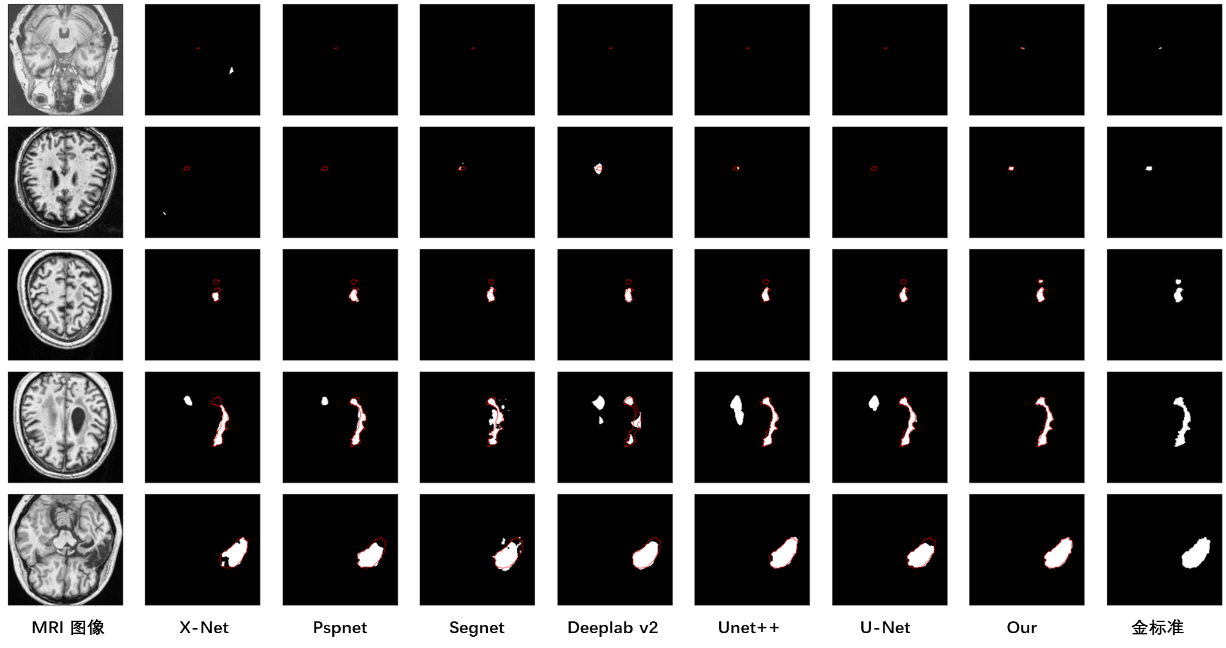 MRI 图像 X-Net Pspnet Segnet Deeplab v2 Unet++ U-Net Our 金标准